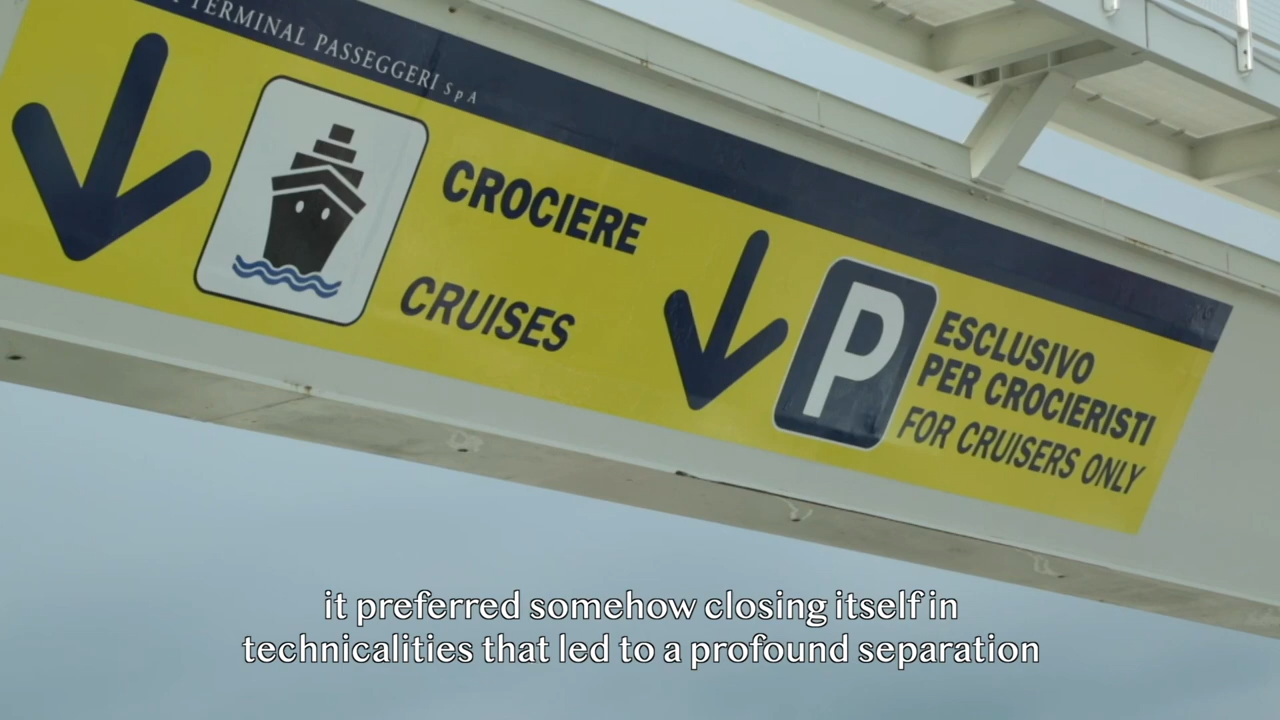 TERMINAL PASSEGGERI SpA
CROCIERE
CRUISES
P
ESCLUSIVO
PER CROCIERISTI
FOR CRUISERS ONLY
it preferred somehow closing itself in
technicalities that led to a profound separation